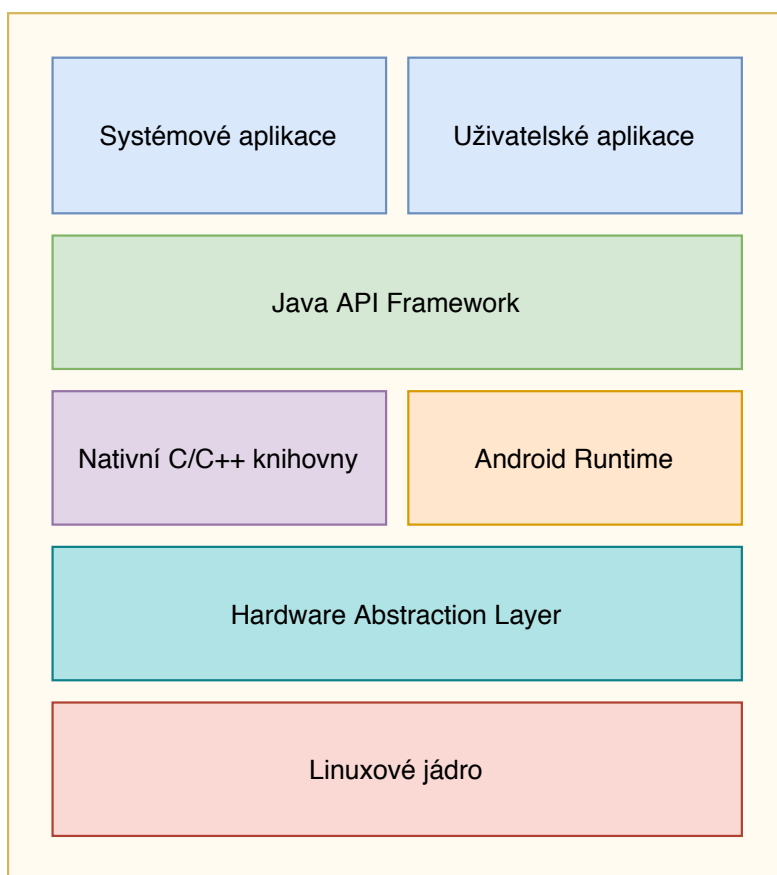 Systémové aplikace
Uživatelské aplikace
Java API Framework
Nativní C/C++ knihovny
Android Runtime
Hardware Abstraction Layer
Linuxové jádro